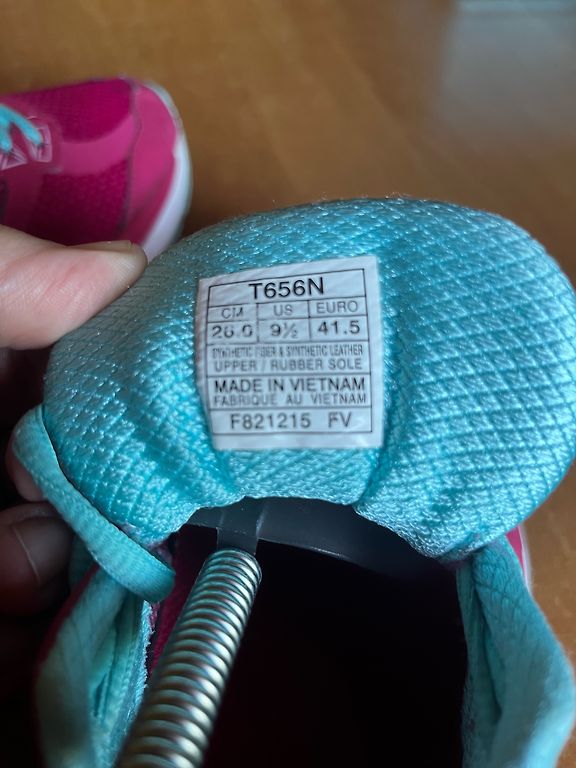 T656N
CM US EURO
26.0 9½ 41.5
SYNTHETIC FIBER & SYNTHETIC LEATHER
UPPER / RUBBER SOLE
MADE IN VIETNAM
FABRIQUÉ AU VIETNAM
F821215 FV